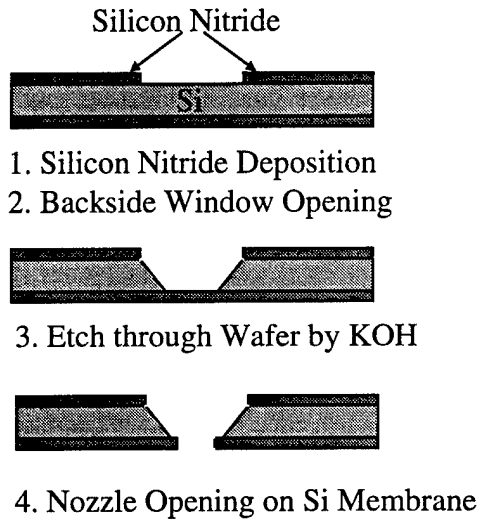 Silicon Nitride
Si
1. Silicon Nitride Deposition
2. Backside Window Opening
3. Etch through Wafer by KOH
4. Nozzle Opening on Si Membrane